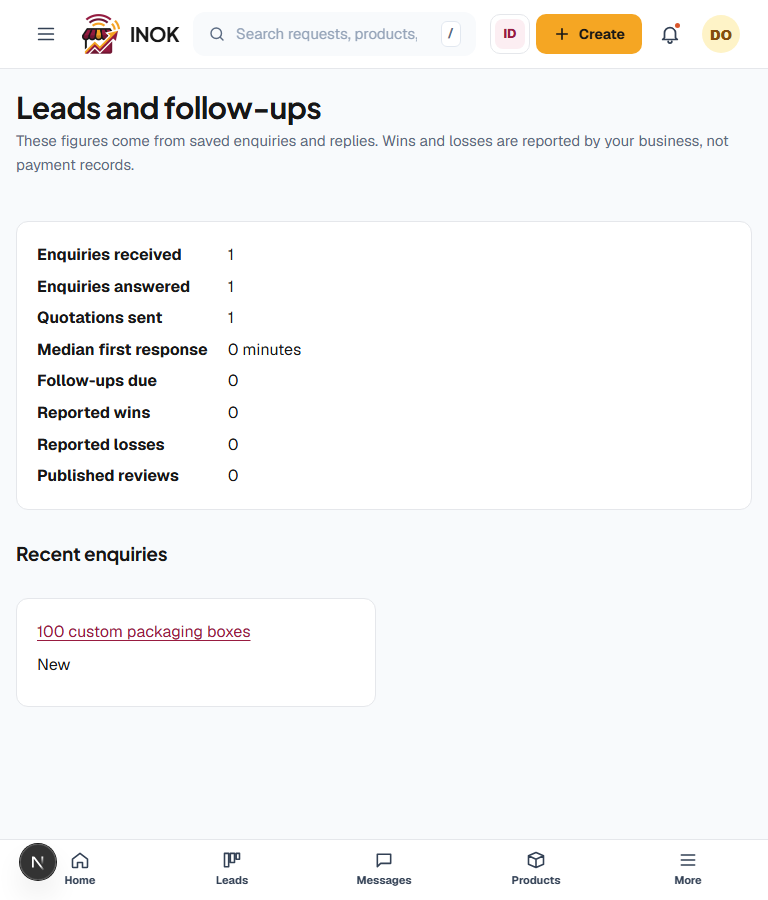 INOK
Search requests, products,
/
ID
+ Create
DO
Leads and follow-ups
These figures come from saved enquiries and replies. Wins and losses are reported by your business, not
payment records.
Enquiries received 1
Enquiries answered 1
Quotations sent 1
Median first response 0 minutes
Follow-ups due 0
Reported wins 0
Reported losses 0
Published reviews 0
Recent enquiries
100 custom packaging boxes
New
N
Home
Leads
Messages
Products
More